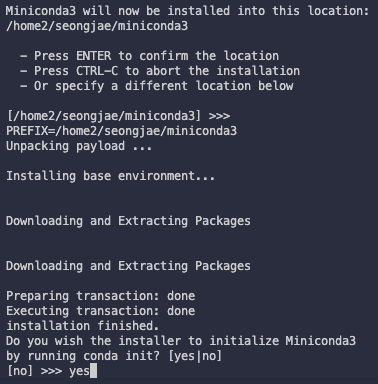 Miniconda3 will now be installed into this location:
/home2/seongjae/miniconda3
- Press ENTER to confirm the location
- Press CTRL-C to abort the installation
- Or specify a different location below
[/home2/seongjae/miniconda3] >>>
PREFIX=/home2/seongjae/miniconda3
Unpacking payload ...
Installing base environment...
Downloading and Extracting Packages
Downloading and Extracting Packages
Preparing transaction: done
Executing transaction: done
installation finished.
Do you wish the installer to initialize Miniconda3
by running conda init? [yes|no]
[no] >>> yes